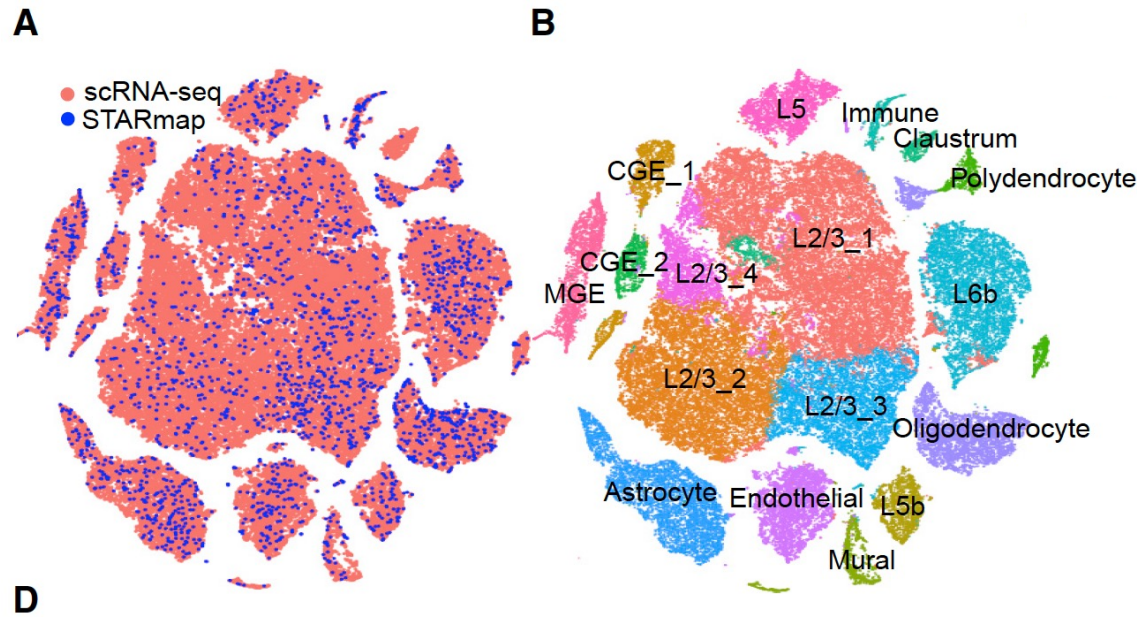 A
scRNA-seq
STARmap
B
L5
Immune
Claustrum
CGE_1
Polydendrocyte
L2/3_1
CGE_2
L2/3_4
MGE
L6b
L2/3_2
L2/3_3
Oligodendrocyte
Astrocyte
Endothelial
L5b
Mural
D